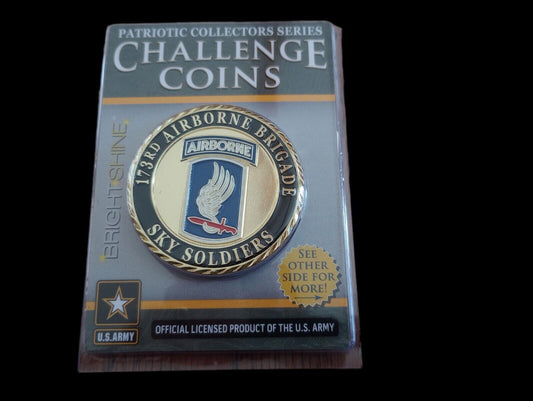 PATRIOTIC COLLECTORS SERIES
CHALLENGE
COINS
BRIGHTSHINE
173RD AIRBORNE BRIGADE
AIRBORNE
SKY SOLDIERS
SEE
OTHER
SIDE FOR
MORE!
U.S.ARMY
OFFICIAL LICENSED PRODUCT OF THE U.S. ARMY